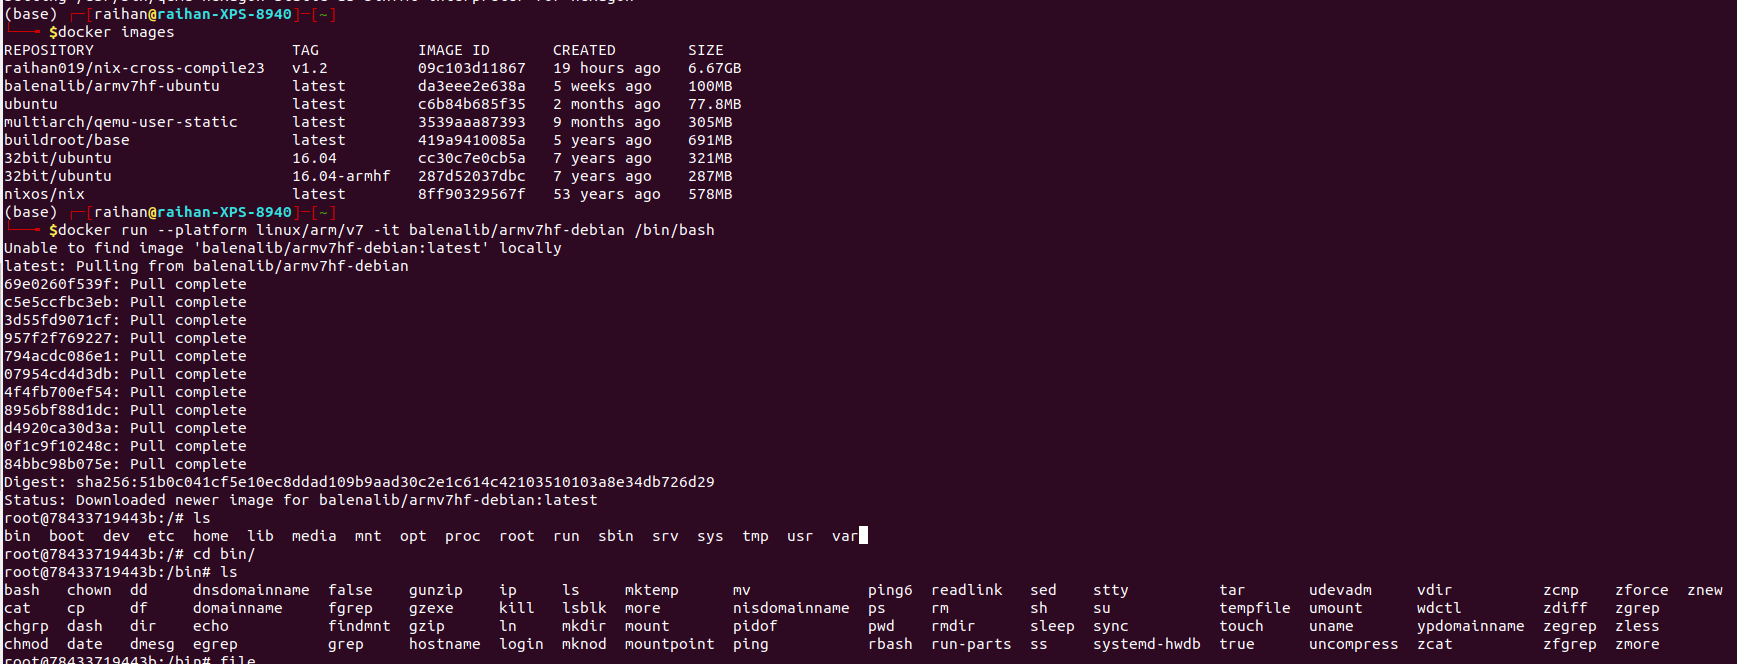 (base) ┌─[raihan@raihan-XPS-8940]─[~]
└──╼ $docker images
REPOSITORY TAG IMAGE ID CREATED SIZE
raihan019/nix-cross-compile23 v1.2 09c103d11867 19 hours ago 6.67GB
balenalib/armv7hf-ubuntu latest da3eee2e638a 5 weeks ago 100MB
ubuntu latest c6b84b685f35 2 months ago 77.8MB
multiarch/qemu-user-static latest 3539aaa87393 9 months ago 305MB
buildroot/base latest 419a9410085a 5 years ago 691MB
32bit/ubuntu 16.04 cc30c7e0cb5a 7 years ago 321MB
32bit/ubuntu 16.04-armhf 287d52037dbc 7 years ago 287MB
nixos/nix latest 8ff90329567f 53 years ago 578MB
(base) ┌─[raihan@raihan-XPS-8940]─[~]
└──╼ $docker run --platform linux/arm/v7 -it balenalib/armv7hf-debian /bin/bash
Unable to find image 'balenalib/armv7hf-debian:latest' locally
latest: Pulling from balenalib/armv7hf-debian
69e0260f539f: Pull complete
c5e5ccfbc3eb: Pull complete
3d55fd9071cf: Pull complete
957f2f769227: Pull complete
794acdc086e1: Pull complete
07954cd4d3db: Pull complete
4f4fb700ef54: Pull complete
8956bf88d1dc: Pull complete
d4920ca30d3a: Pull complete
0f1c9f10248c: Pull complete
84bbc98b075e: Pull complete
Digest: sha256:51b0c041cf5e10ec8ddad109b9aad30c2e1c614c42103510103a8e34db726d29
Status: Downloaded newer image for balenalib/armv7hf-debian:latest
root@78433719443b:/# ls
bin boot dev etc home lib media mnt opt proc root run sbin srv sys tmp usr var
root@78433719443b:/# cd bin/
root@78433719443b:/bin# ls
bash chown dd dnsdomainname false gunzip ip ls mktemp mv ping6 readlink sed stty tar udevadm vdir zcmp zforce znew
cat cp df domainname fgrep gzexe kill lsblk more nisdomainname ps rm sh su tempfile umount wdctl zdiff zgrep
chgrp dash dir echo findmnt gzip ln mkdir mount pidof pwd rmdir sleep sync touch uname ypdomainname zegrep zless
chmod date dmesg egrep grep hostname login mknod mountpoint ping rbash run-parts ss systemd-hwdb true uncompress zcat zfgrep zmore
root@78433719443b:/bin# file